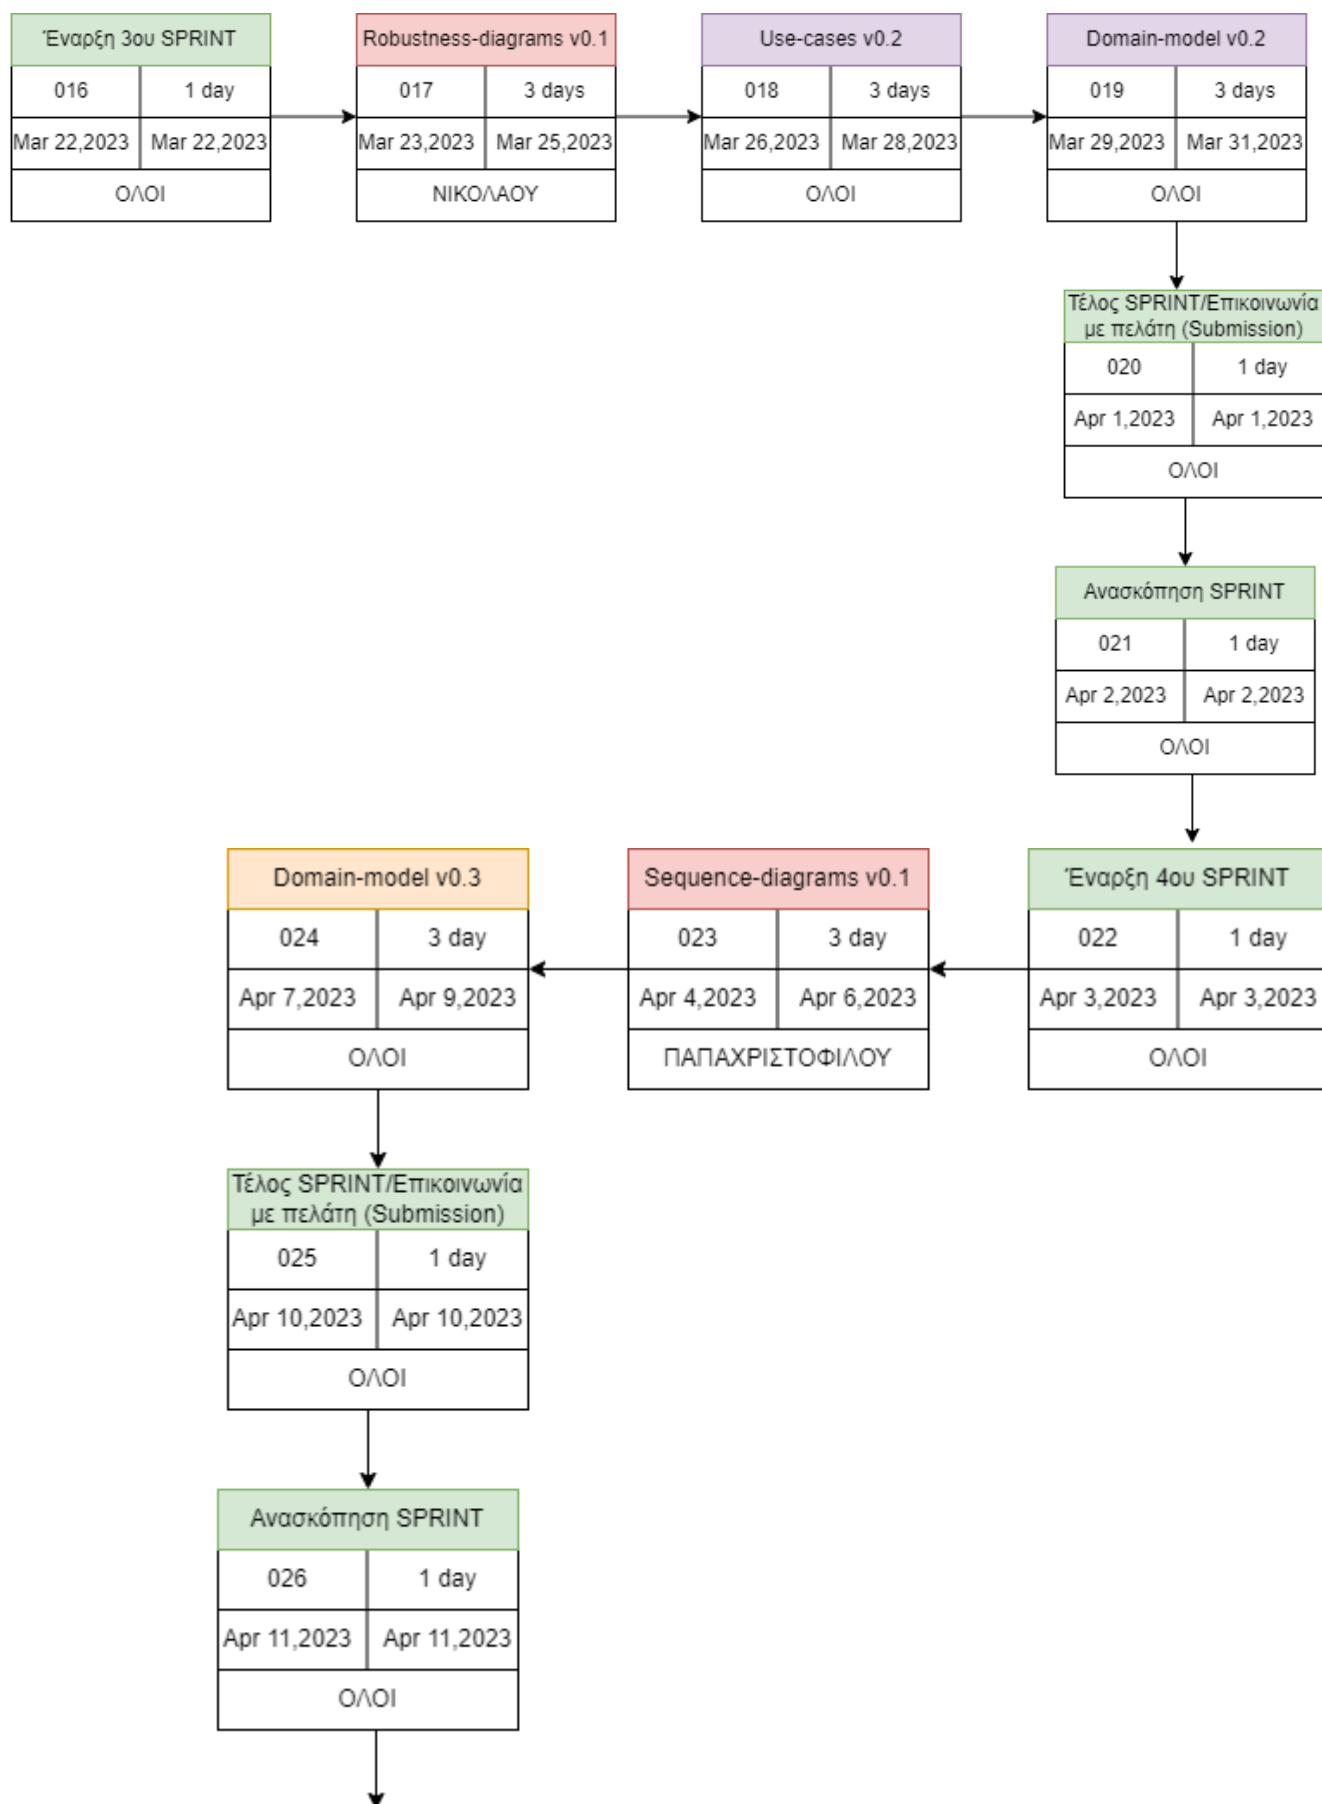 Έναρξη 3ου SPRINT
016 1 day
Mar 22,2023 Mar 22,2023
ΟΛΟΙ
Robustness-diagrams v0.1
017 3 days
Mar 23,2023 Mar 25,2023
ΝΙΚΟΛΑΟΥ
Use-cases v0.2
018 3 days
Mar 26,2023 Mar 28,2023
ΟΛΟΙ
Domain-model v0.2
019 3 days
Mar 29,2023 Mar 31,2023
ΟΛΟΙ
Τέλος SPRINT/Επικοινωνία
με πελάτη (Submission)
020 1 day
Apr 1,2023 Apr 1,2023
ΟΛΟΙ
Ανασκόπηση SPRINT
021 1 day
Apr 2,2023 Apr 2,2023
ΟΛΟΙ
Έναρξη 4ου SPRINT
022 1 day
Apr 3,2023 Apr 3,2023
ΟΛΟΙ
Sequence-diagrams v0.1
023 3 day
Apr 4,2023 Apr 6,2023
ΠΑΠΑΧΡΙΣΤΟΦΙΛΟΥ
Domain-model v0.3
024 3 day
Apr 7,2023 Apr 9,2023
ΟΛΟΙ
Τέλος SPRINT/Επικοινωνία
με πελάτη (Submission)
025 1 day
Apr 10,2023 Apr 10,2023
ΟΛΟΙ
Ανασκόπηση SPRINT
026 1 day
Apr 11,2023 Apr 11,2023
ΟΛΟΙ